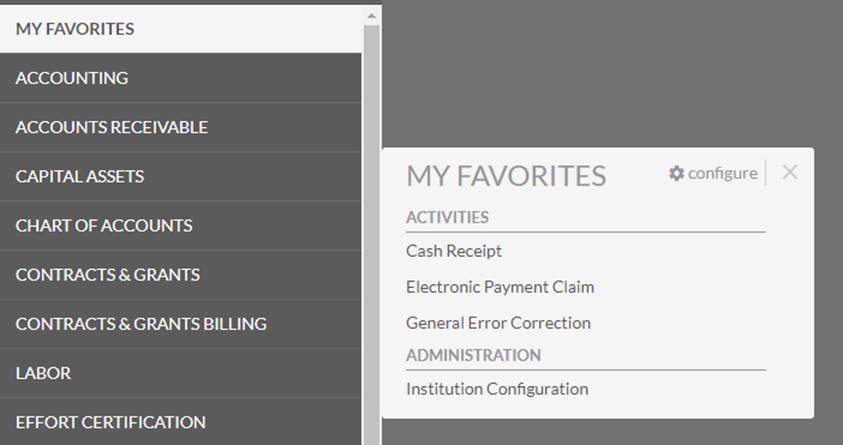 MY FAVORITES
ACCOUNTING
ACCOUNTS RECEIVABLE
CAPITAL ASSETS
CHART OF ACCOUNTS
CONTRACTS & GRANTS
CONTRACTS & GRANTS BILLING
LABOR
EFFORT CERTIFICATION
MY FAVORITES configure
ACTIVITIES
Cash Receipt
Electronic Payment Claim
General Error Correction
ADMINISTRATION
Institution Configuration